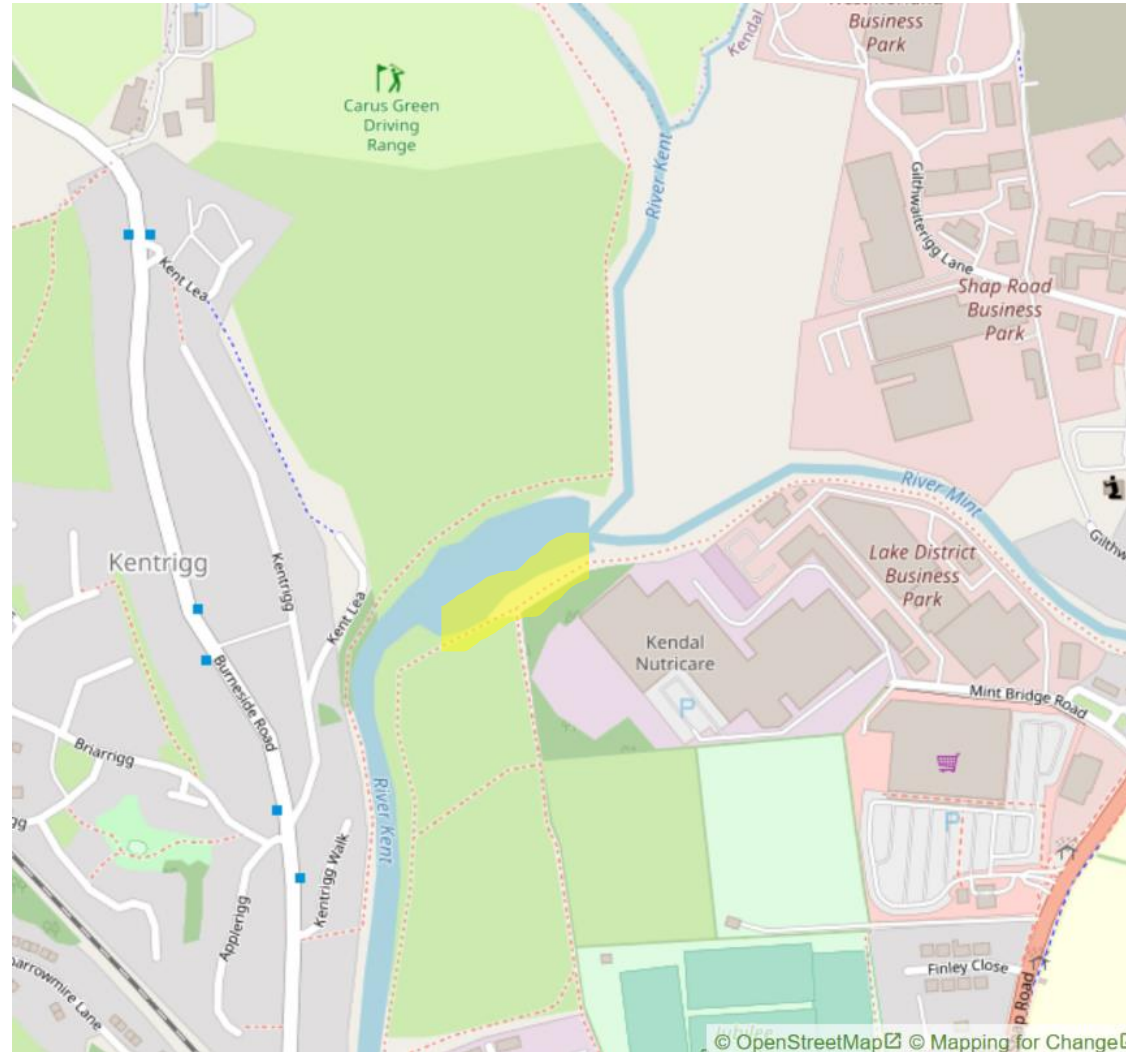 Business
Park
Kendal
P
Carus Green
Driving
Range
River Kent
Gilthwaiterigg Lane
Kent Lea
Shap Road
Business
Park
River Mint
Kentrigg
Kentrigg
Kent Lea
Lake District
Business
Park
Kendal
Nutricare
P
Mint Bridge Road
Burneside Road
Briarrigg
River Kent
P
Kentrigg Walk
Applerigg
Finley Close
Road
Jubilee
© OpenStreetMap © Mapping for Change